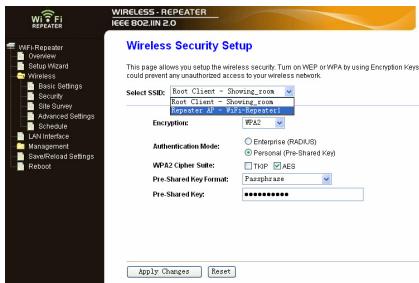 Wi Fi
REPEATER
WIRELESS - REPEATER
IEEE 802.11N 2.0
WiFi-Repeater
Overview
Setup Wizard
Wireless
Basic Settings
Security
Site Survey
Advanced Settings
Schedule
LAN Interface
Management
Save/Reload Settings
Reboot
Wireless Security Setup
This page allows you setup the wireless security. Turn on WEP or WPA by using Encryption Keys
could prevent any unauthorized access to your wireless network.
Select SSID: Root Client - Showing_room
Root Client - Showing_room
Repeater AP - WiFi-Repeater1
Encryption: WPA2
Authentication Mode: Enterprise (RADIUS)
Personal (Pre-Shared Key)
WPA2 Cipher Suite: TKIP AES
Pre-Shared Key Format: Passphrase
Pre-Shared Key: ●●●●●●●●●●
Apply Changes Reset